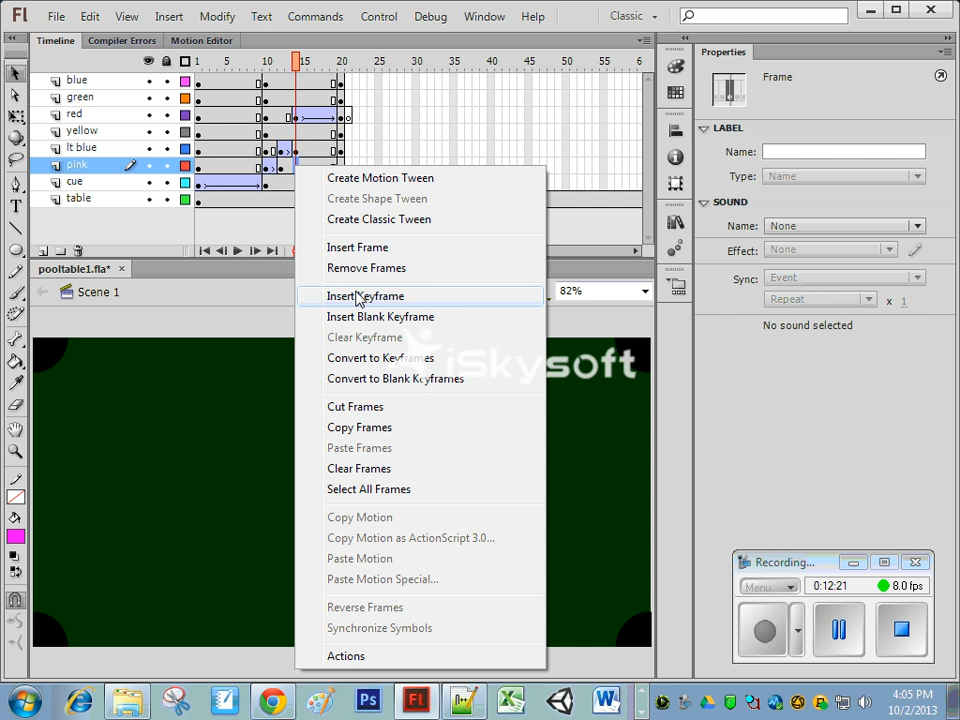 Fl File Edit View Insert Modify Text Commands Control Debug Window Help Classic
Timeline Compiler Errors Motion Editor
1 5 10 15 20 25 30 35 40 45 50 55 6
blue
green
red
yellow
lt blue
pink
cue
table
pooltable1.fla*
Scene 1
82%
Create Motion Tween
Create Shape Tween
Create Classic Tween
Insert Frame
Remove Frames
Insert Keyframe
Insert Blank Keyframe
Clear Keyframe
Convert to Keyframes
Convert to Blank Keyframes
Cut Frames
Copy Frames
Paste Frames
Clear Frames
Select All Frames
Copy Motion
Copy Motion as ActionScript 3.0...
Paste Motion
Paste Motion Special...
Reverse Frames
Synchronize Symbols
Actions
iSkysoft
Properties
Frame
LABEL
Name:
Type: Name
SOUND
Name: None
Effect: None
Sync: Event
Repeat x 1
No sound selected
Recording...
Menu 0:12:21 8.0 fps
Ps Fl
4:05 PM
10/2/2013